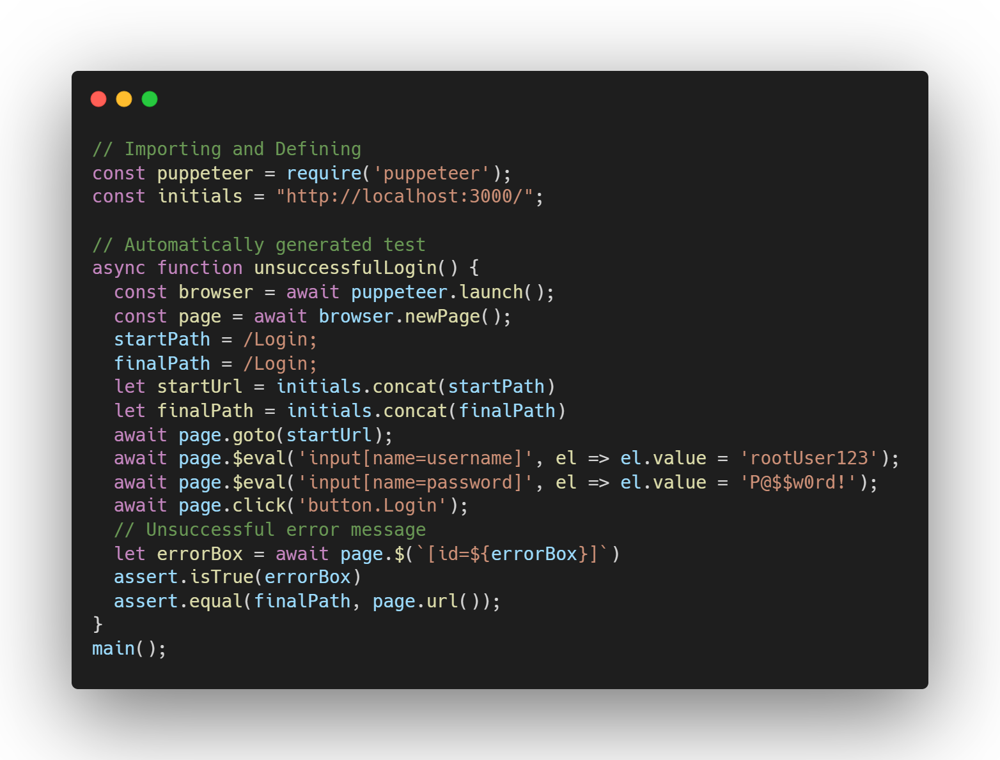 // Importing and Defining
const puppeteer = require('puppeteer');
const initials = "http://localhost:3000/";
// Automatically generated test
async function unsuccessfulLogin() {
  const browser = await puppeteer.launch();
  const page = await browser.newPage();
  startPath = /Login;
  finalPath = /Login;
  let startUrl = initials.concat(startPath)
  let finalPath = initials.concat(finalPath)
  await page.goto(startUrl);
  await page.$eval('input[name=username]', el => el.value = 'rootUser123');
  await page.$eval('input[name=password]', el => el.value = 'P@$$w0rd!');
  await page.click('button.Login');
  // Unsuccessful error message
  let errorBox = await page.$(`[id=${errorBox}]`)
  assert.isTrue(errorBox)
  assert.equal(finalPath, page.url());
}
main();